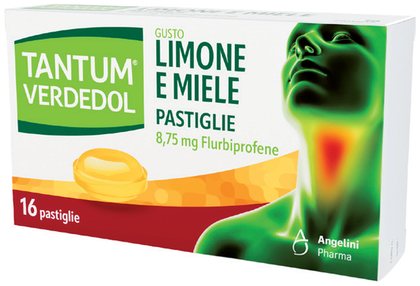 TANTUM®
VERDEDOL
GUSTO
LIMONE
E MIELE
PASTIGLIE
8,75 mg Flurbiprofene
16 pastiglie
Angelini
Pharma